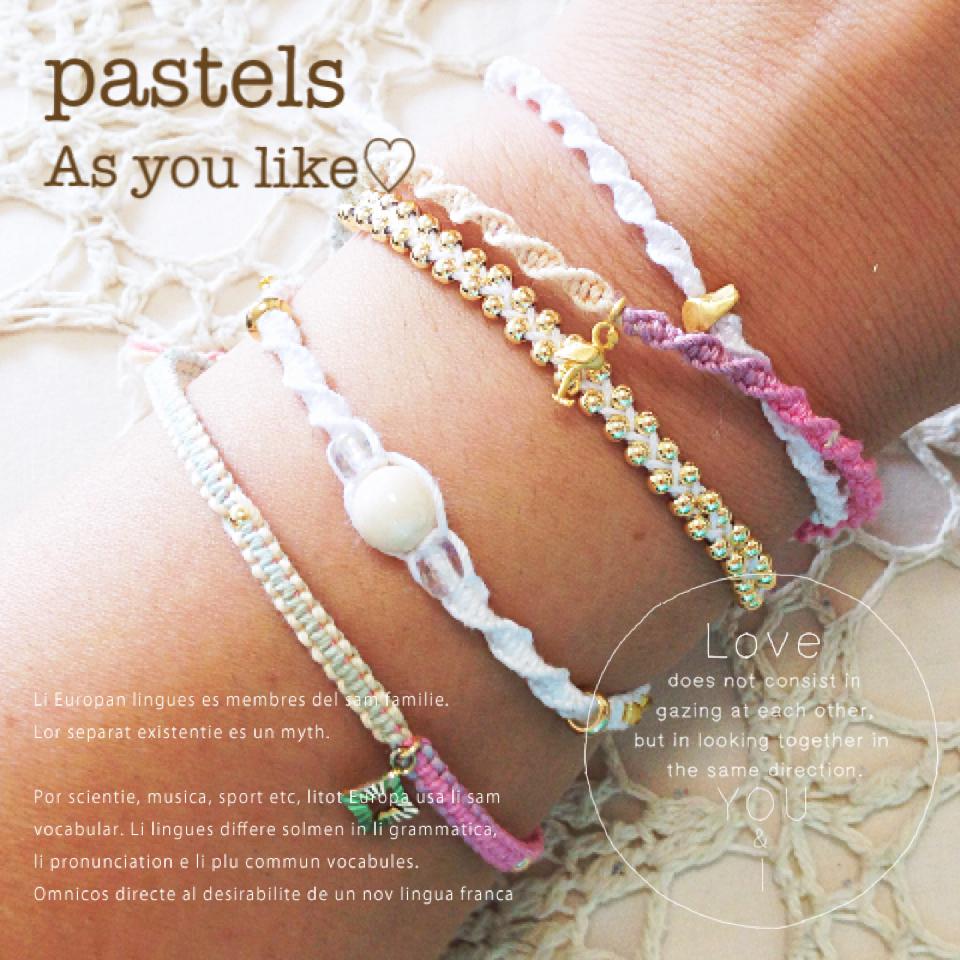 pastels
As you like♡
Li Europan lingues es membres del sam familie.
Lor separat existentie es un myth.
Por scientie, musica, sport etc, litot Europa usa li sam
vocabular. Li lingues differe solmen in li grammatica,
li pronunciation e li plu commun vocabules.
Omnicos directe al desirabilite de un nov lingua franca
Love
does not consist in
gazing at each other,
but in looking together in
the same direction.
YOU
&
I